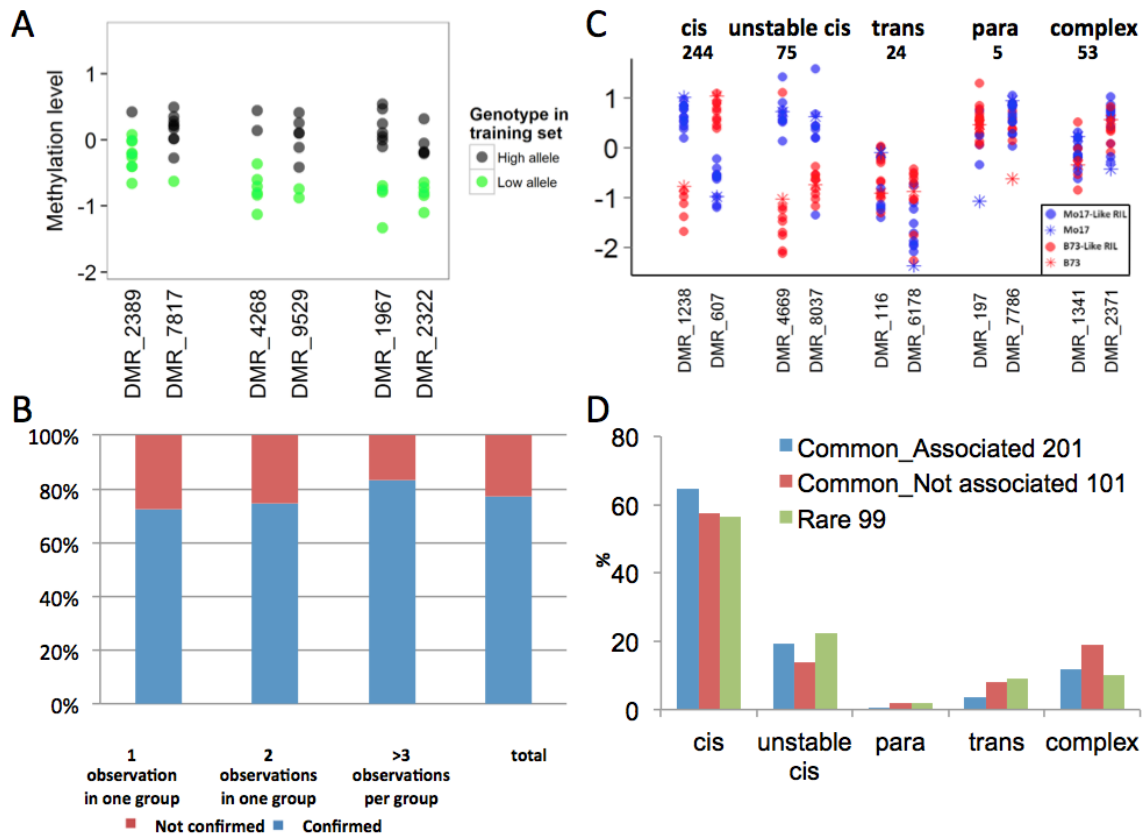 A
Methylation level
1
0
-1
-2
DMR_2389
DMR_7817
DMR_4268
DMR_9529
DMR_1967
DMR_2322
Genotype in
training set
High allele
Low allele
C
cis unstable cis trans para complex
244 75 24 5 53
1
0
-1
-2
Mo17-Like RIL
Mo17
B73-Like RIL
B73
DMR_1238
DMR_607
DMR_4669
DMR_8037
DMR_116
DMR_6178
DMR_197
DMR_7786
DMR_1341
DMR_2371
B
100%
80%
60%
40%
20%
0%
1
observation
in one group
2
observations
in one group
>3
observations
per group
total
Not confirmed
Confirmed
D
%
80
60
40
20
0
Common_Associated 201
Common_Not associated 101
Rare 99
cis
unstable
cis
para
trans
complex